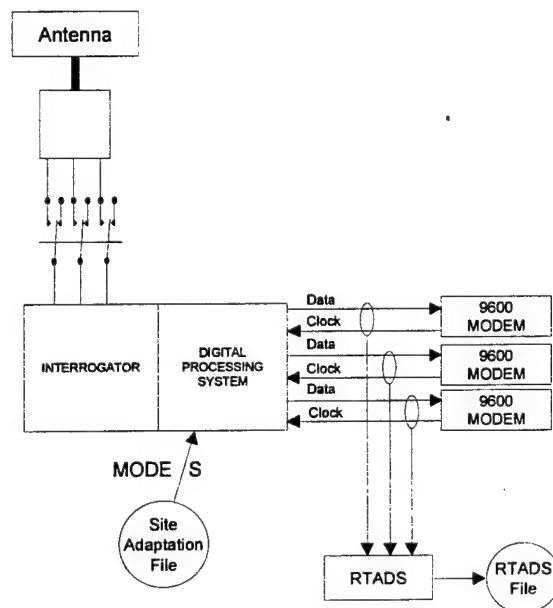 Antenna
INTERROGATOR
DIGITAL
PROCESSING
SYSTEM
Data
Clock
Data
Clock
Data
Clock
9600
MODEM
9600
MODEM
9600
MODEM
MODE S
Site
Adaptation
File
RTADS
RTADS
File